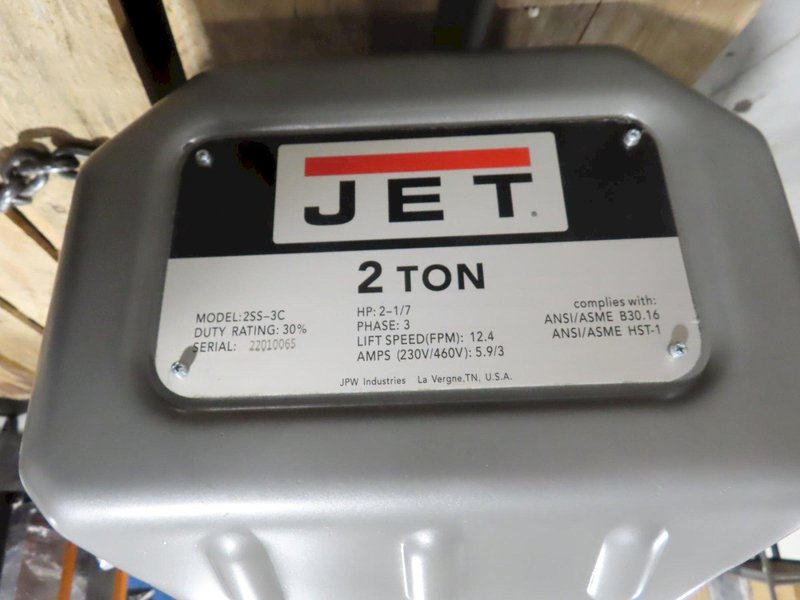 JET
2 TON
MODEL:2SS-3C
DUTY RATING: 30%
SERIAL: 22010065
HP: 2-1/7
PHASE: 3
LIFT SPEED(FPM): 12.4
AMPS (230V/460V): 5.9/3
complies with:
ANSI/ASME B30.16
ANSI/ASME HST-1
JPW Industries La Vergne,TN, U.S.A.